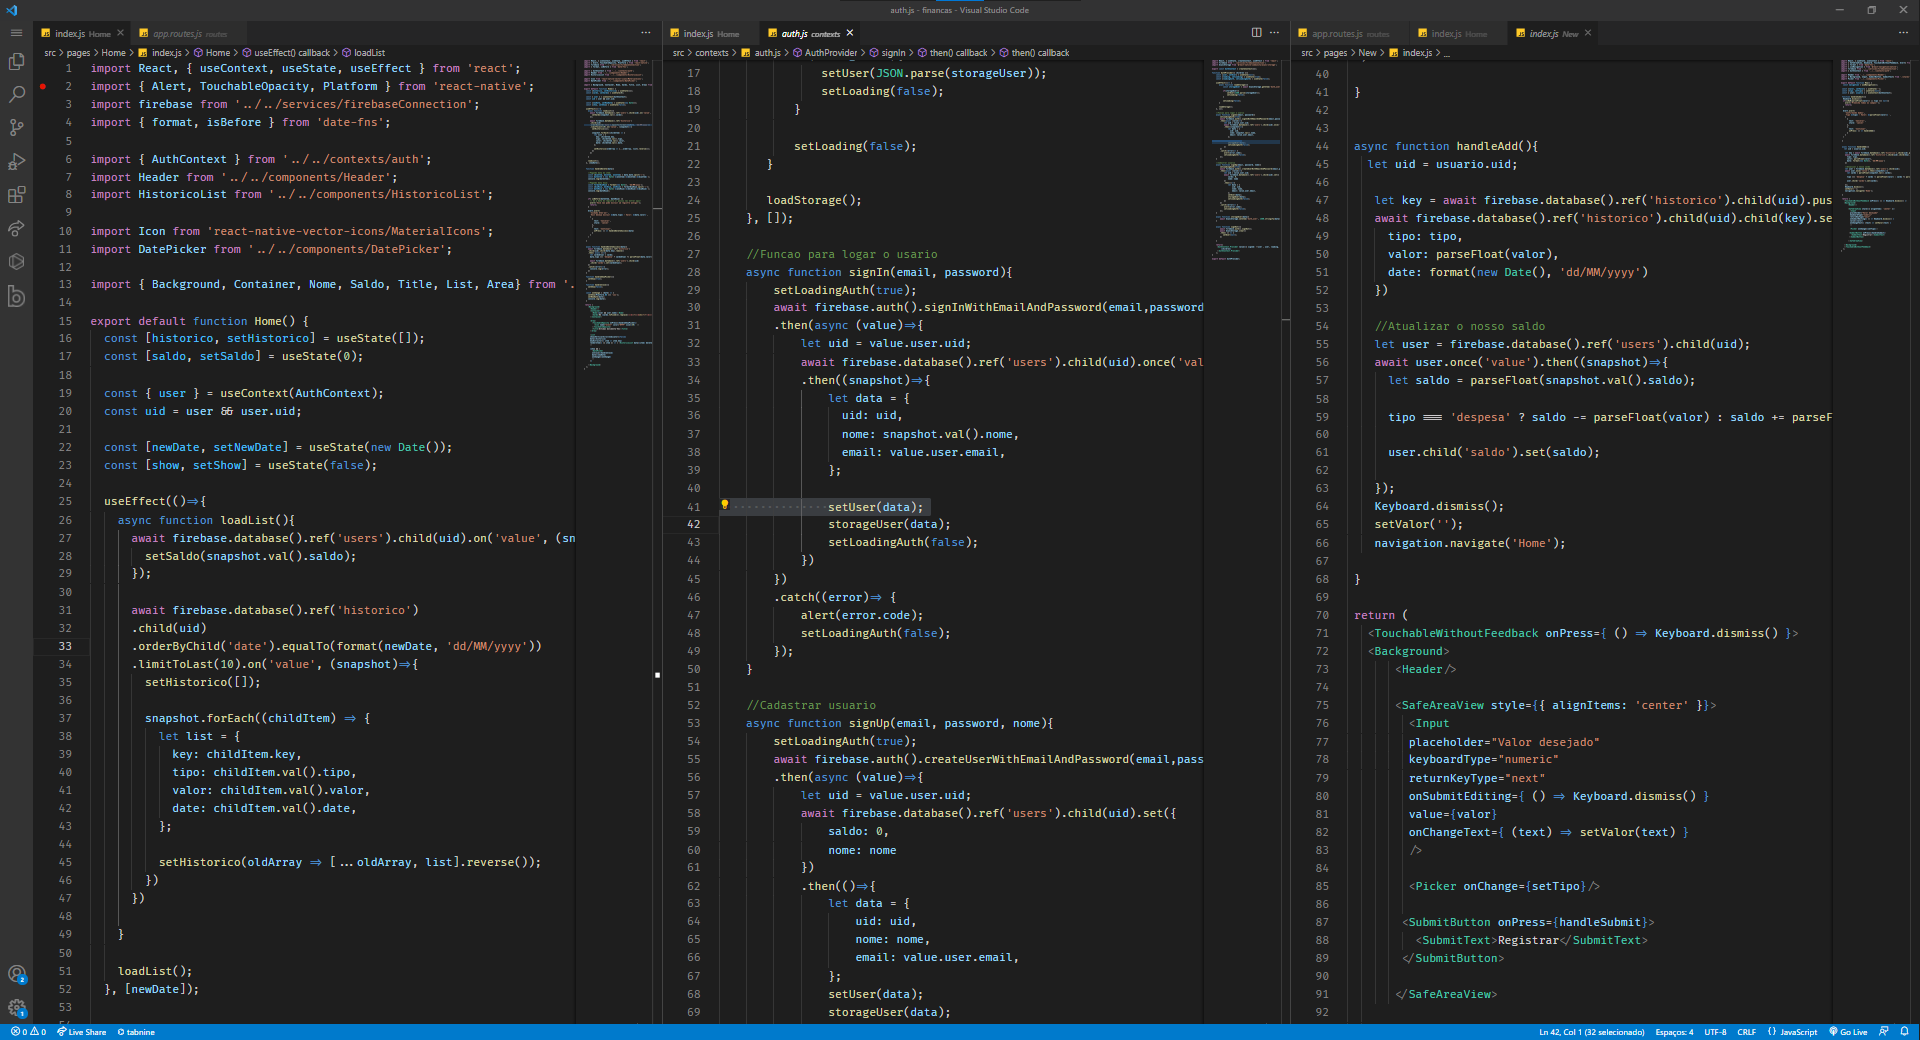 auth.js - financas - Visual Studio Code
index.js Home
app.routes.js routes
src > pages > Home > index.js > Home > useEffect() callback > loadList
1 import React, { useContext, useState, useEffect } from 'react';
2 import { Alert, TouchableOpacity, Platform } from 'react-native';
3 import firebase from '../../services/firebaseConnection';
4 import { format, isBefore } from 'date-fns';
5
6 import { AuthContext } from '../../contexts/auth';
7 import Header from '../../components/Header';
8 import HistoricoList from '../../components/HistoricoList';
9
10 import Icon from 'react-native-vector-icons/MaterialIcons';
11 import DatePicker from '../../components/DatePicker';
12
13 import { Background, Container, Nome, Saldo, Title, List, Area} from '.
14
15 export default function Home() {
16 const [historico, setHistorico] = useState([]);
17 const [saldo, setSaldo] = useState(0);
18
19 const { user } = useContext(AuthContext);
20 const uid = user && user.uid;
21
22 const [newDate, setNewDate] = useState(new Date());
23 const [show, setShow] = useState(false);
24
25 useEffect(()=>{
26 async function loadList(){
27 await firebase.database().ref('users').child(uid).on('value', (sn
28 setSaldo(snapshot.val().saldo);
29 });
30
31 await firebase.database().ref('historico')
32 .child(uid)
33 .orderByChild('date').equalTo(format(newDate, 'dd/MM/yyyy'))
34 .limitToLast(10).on('value', (snapshot)=>{
35 setHistorico([]);
36
37 snapshot.forEach((childItem) => {
38 let list = {
39 key: childItem.key,
40 tipo: childItem.val().tipo,
41 valor: childItem.val().valor,
42 date: childItem.val().date,
43 };
44
45 setHistorico(oldArray => [...oldArray, list].reverse());
46 })
47 })
48
49 }
50
51 loadList();
52 }, [newDate]);
53
index.js Home
auth.js contexts
src > contexts > auth.js > AuthProvider > signIn > then() callback > then() callback
17 setUser(JSON.parse(storageUser));
18 setLoading(false);
19 }
20
21 setLoading(false);
22 }
23
24 loadStorage();
25 }, []);
26
27 //Funcao para logar o usario
28 async function signIn(email, password){
29 setLoadingAuth(true);
30 await firebase.auth().signInWithEmailAndPassword(email,password
31 .then(async (value)=>{
32 let uid = value.user.uid;
33 await firebase.database().ref('users').child(uid).once('val
34 .then((snapshot)=>{
35 let data = {
36 uid: uid,
37 nome: snapshot.val().nome,
38 email: value.user.email,
39 };
40
41 setUser(data);
42 storageUser(data);
43 setLoadingAuth(false);
44 })
45 })
46 .catch((error)=> {
47 alert(error.code);
48 setLoadingAuth(false);
49 });
50 }
51
52 //Cadastrar usuario
53 async function signUp(email, password, nome){
54 setLoadingAuth(true);
55 await firebase.auth().createUserWithEmailAndPassword(email,pass
56 .then(async (value)=>{
57 let uid = value.user.uid;
58 await firebase.database().ref('users').child(uid).set({
59 saldo: 0,
60 nome: nome
61 })
62 .then(()=>{
63 let data = {
64 uid: uid,
65 nome: nome,
66 email: value.user.email,
67 };
68 setUser(data);
69 storageUser(data);
app.routes.js routes
index.js Home
index.js New
src > pages > New > index.js > ...
40
41 }
42
43
44 async function handleAdd(){
45 let uid = usuario.uid;
46
47 let key = await firebase.database().ref('historico').child(uid).pus
48 await firebase.database().ref('historico').child(uid).child(key).se
49 tipo: tipo,
50 valor: parseFloat(valor),
51 date: format(new Date(), 'dd/MM/yyyy')
52 })
53
54 //Atualizar o nosso saldo
55 let user = firebase.database().ref('users').child(uid);
56 await user.once('value').then((snapshot)=>{
57 let saldo = parseFloat(snapshot.val().saldo);
58
59 tipo === 'despesa' ? saldo -= parseFloat(valor) : saldo += parseF
60
61 user.child('saldo').set(saldo);
62
63 });
64 Keyboard.dismiss();
65 setValor('');
66 navigation.navigate('Home');
67
68 }
69
70 return (
71 <TouchableWithoutFeedback onPress={ () => Keyboard.dismiss() }>
72 <Background>
73 <Header/>
74
75 <SafeAreaView style={{ alignItems: 'center' }}>
76 <Input
77 placeholder="Valor desejado"
78 keyboardType="numeric"
79 returnKeyType="next"
80 onSubmitEditing={ () => Keyboard.dismiss() }
81 value={valor}
82 onChangeText={ (text) => setValor(text) }
83 />
84
85 <Picker onChange={setTipo}/>
86
87 <SubmitButton onPress={handleSubmit}>
88 <SubmitText>Registrar</SubmitText>
89 </SubmitButton>
90
91 </SafeAreaView>
92
2
1
0 0 Live Share tabnine
Ln 42, Col 1 (32 selecionado) Espaços: 4 UTF-8 CRLF {} JavaScript Go Live